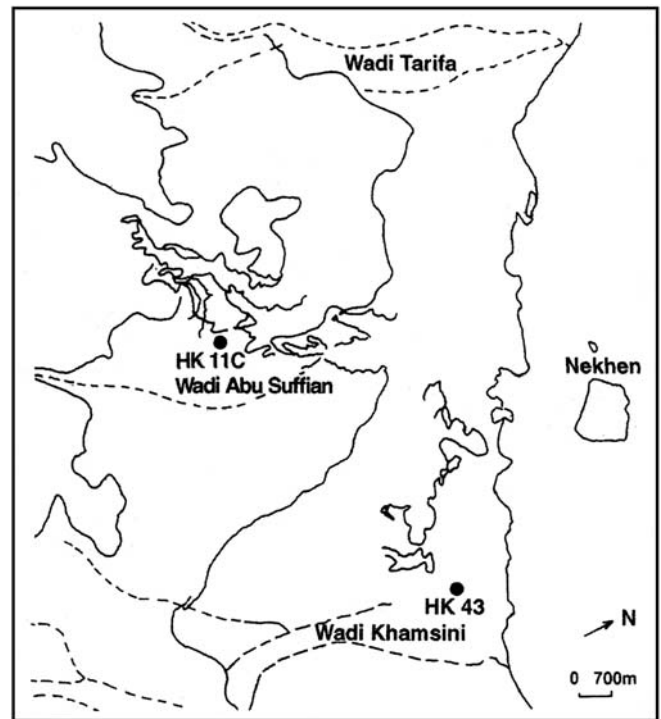 Wadi Tarifa
HK 11C
Wadi Abu Suffian
Nekhen
HK 43
Wadi Khamsini
N
0 700m